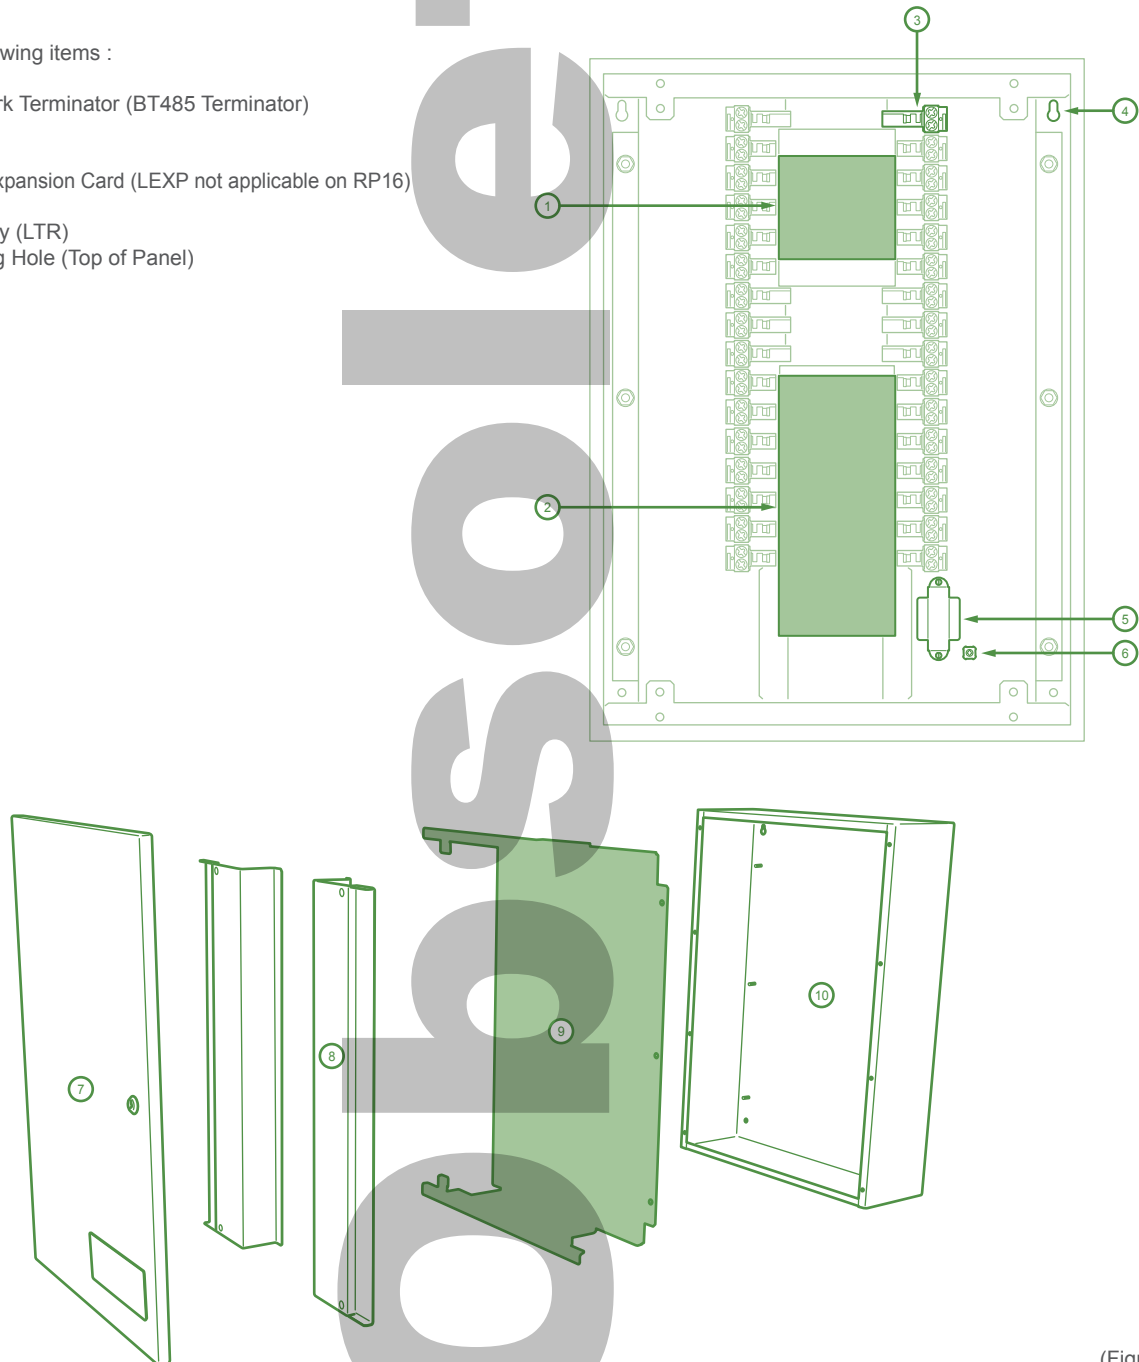 wing items :
rk Terminator (BT485 Terminator)
xpansion Card (LEXP not applicable on RP16)
y (LTR)
g Hole (Top of Panel)
3
4
1
2
5
6
7
8
9
10
(Figu